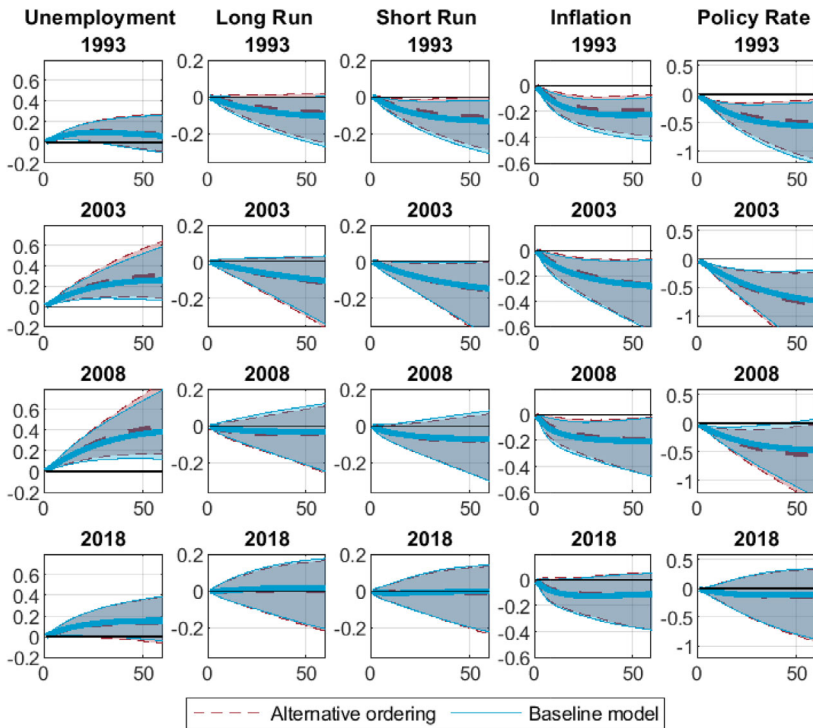 Unemployment Long Run Short Run Inflation Policy Rate
1993 1993 1993 1993 1993
0.6 0.2 0.2 0 0.5
0.4 0 0 -0.2 0
0.2 -0.2 -0.2 -0.4 -0.5
0 -0.6 -1
-0.2
0 50 0 50 0 50 0 50 0 50
2003 2003 2003 2003 2003
0.6 0.2 0.2 0 0.5
0.4 0 0 -0.2 0
0.2 -0.2 -0.2 -0.4 -0.5
0 -0.6 -1
-0.2
0 50 0 50 0 50 0 50 0 50
2008 2008 2008 2008 2008
0.6 0.2 0.2 0 0.5
0.4 0 0 -0.2 0
0.2 -0.2 -0.2 -0.4 -0.5
0 -0.6 -1
-0.2
0 50 0 50 0 50 0 50 0 50
2018 2018 2018 2018 2018
0.6 0.2 0.2 0 0.5
0.4 0 0 -0.2 0
0.2 -0.2 -0.2 -0.4 -0.5
0 -0.6 -1
-0.2
0 50 0 50 0 50 0 50 0 50
Alternative ordering Baseline model